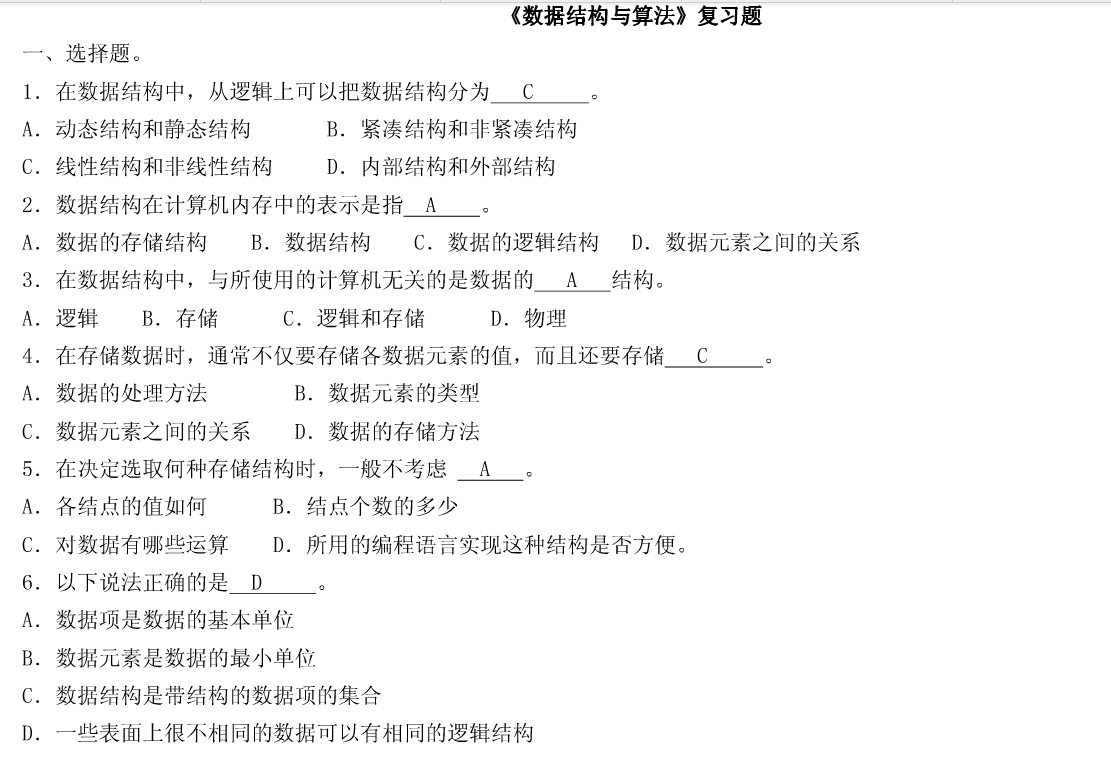 《数据结构与算法》复习题
一、选择题。
1．在数据结构中，从逻辑上可以把数据结构分为___C_____。
A．动态结构和静态结构 B．紧凑结构和非紧凑结构
C．线性结构和非线性结构 D．内部结构和外部结构
2．数据结构在计算机内存中的表示是指__A____。
A．数据的存储结构 B．数据结构 C．数据的逻辑结构 D．数据元素之间的关系
3．在数据结构中，与所使用的计算机无关的是数据的___A___结构。
A．逻辑 B．存储 C．逻辑和存储 D．物理
4．在存储数据时，通常不仅要存储各数据元素的值，而且还要存储___C_____。
A．数据的处理方法 B．数据元素的类型
C．数据元素之间的关系 D．数据的存储方法
5．在决定选取何种存储结构时，一般不考虑 __A___。
A．各结点的值如何 B．结点个数的多少
C．对数据有哪些运算 D．所用的编程语言实现这种结构是否方便。
6．以下说法正确的是__D_____。
A．数据项是数据的基本单位
B．数据元素是数据的最小单位
C．数据结构是带结构的数据项的集合
D．一些表面上很不相同的数据可以有相同的逻辑结构